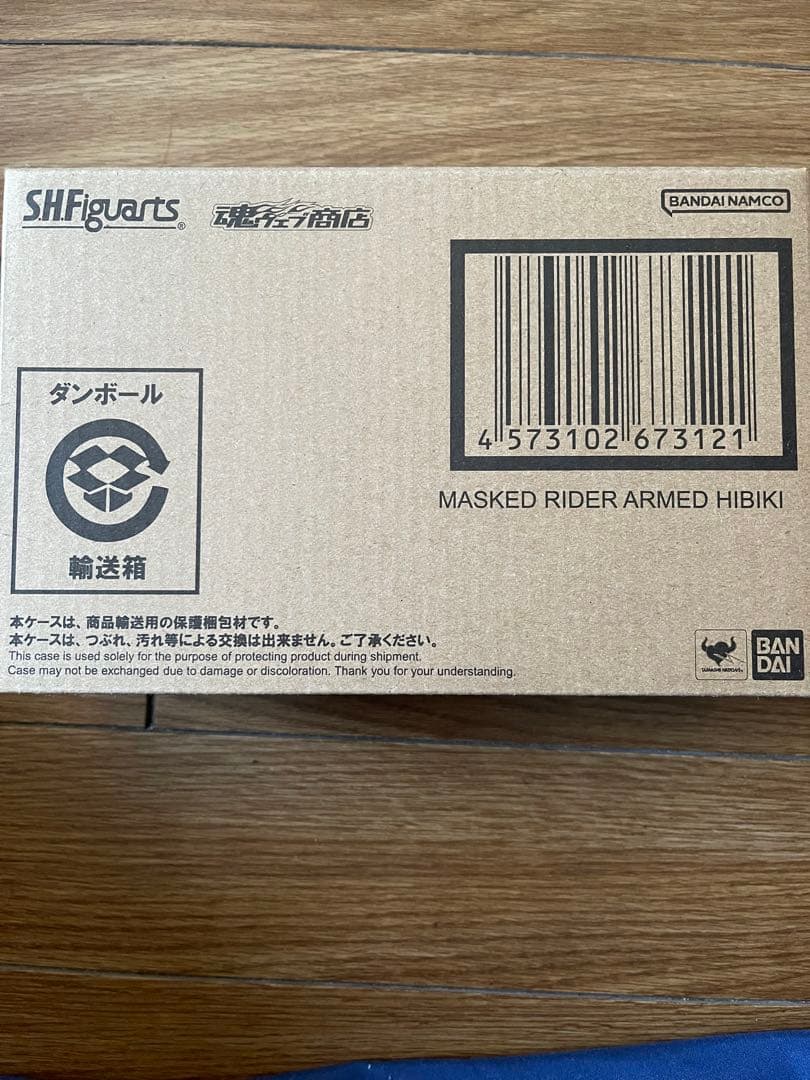 S.H.Figuarts®
魂ウェブ商店
BANDAI NAMCO
4 573102 673121
MASKED RIDER ARMED HIBIKI
ダンボール
輸送箱
本ケースは、商品輸送用の保護梱包材です。
本ケースは、つぶれ、汚れ等による交換は出来ません。ご了承ください。
This case is used solely for the purpose of protecting product during shipment.
Case may not be exchanged due to damage or discoloration. Thank you for your understanding.
TAMASHII NATIONS
BAN
DAI